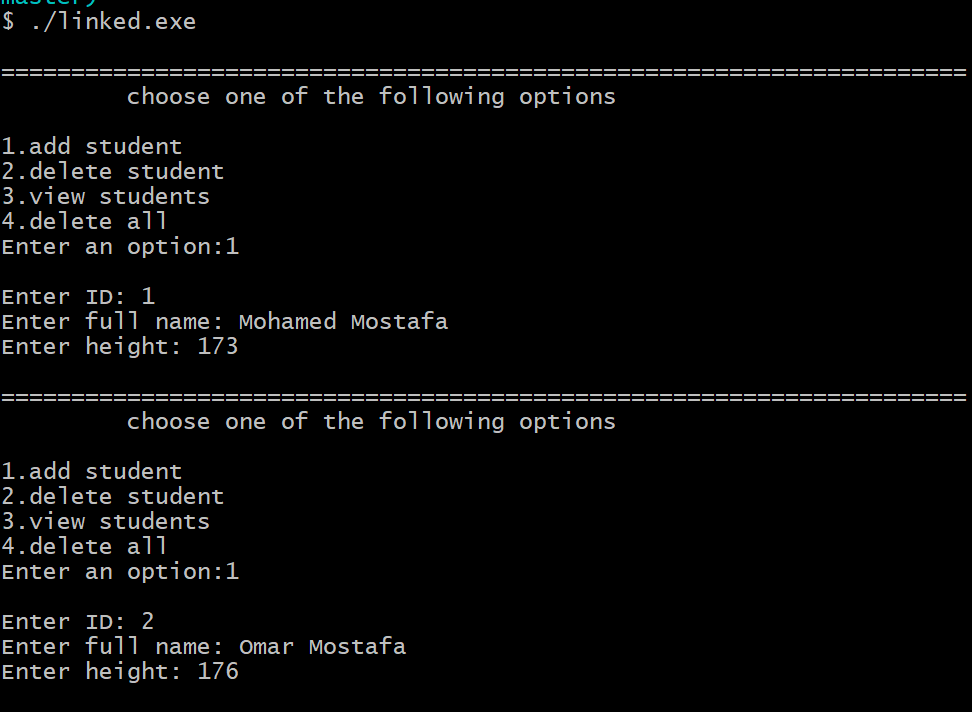 $ ./linked.exe
=====================================================================
choose one of the following options
1.add student
2.delete student
3.view students
4.delete all
Enter an option:1
Enter ID: 1
Enter full name: Mohamed Mostafa
Enter height: 173
=====================================================================
choose one of the following options
1.add student
2.delete student
3.view students
4.delete all
Enter an option:1
Enter ID: 2
Enter full name: Omar Mostafa
Enter height: 176